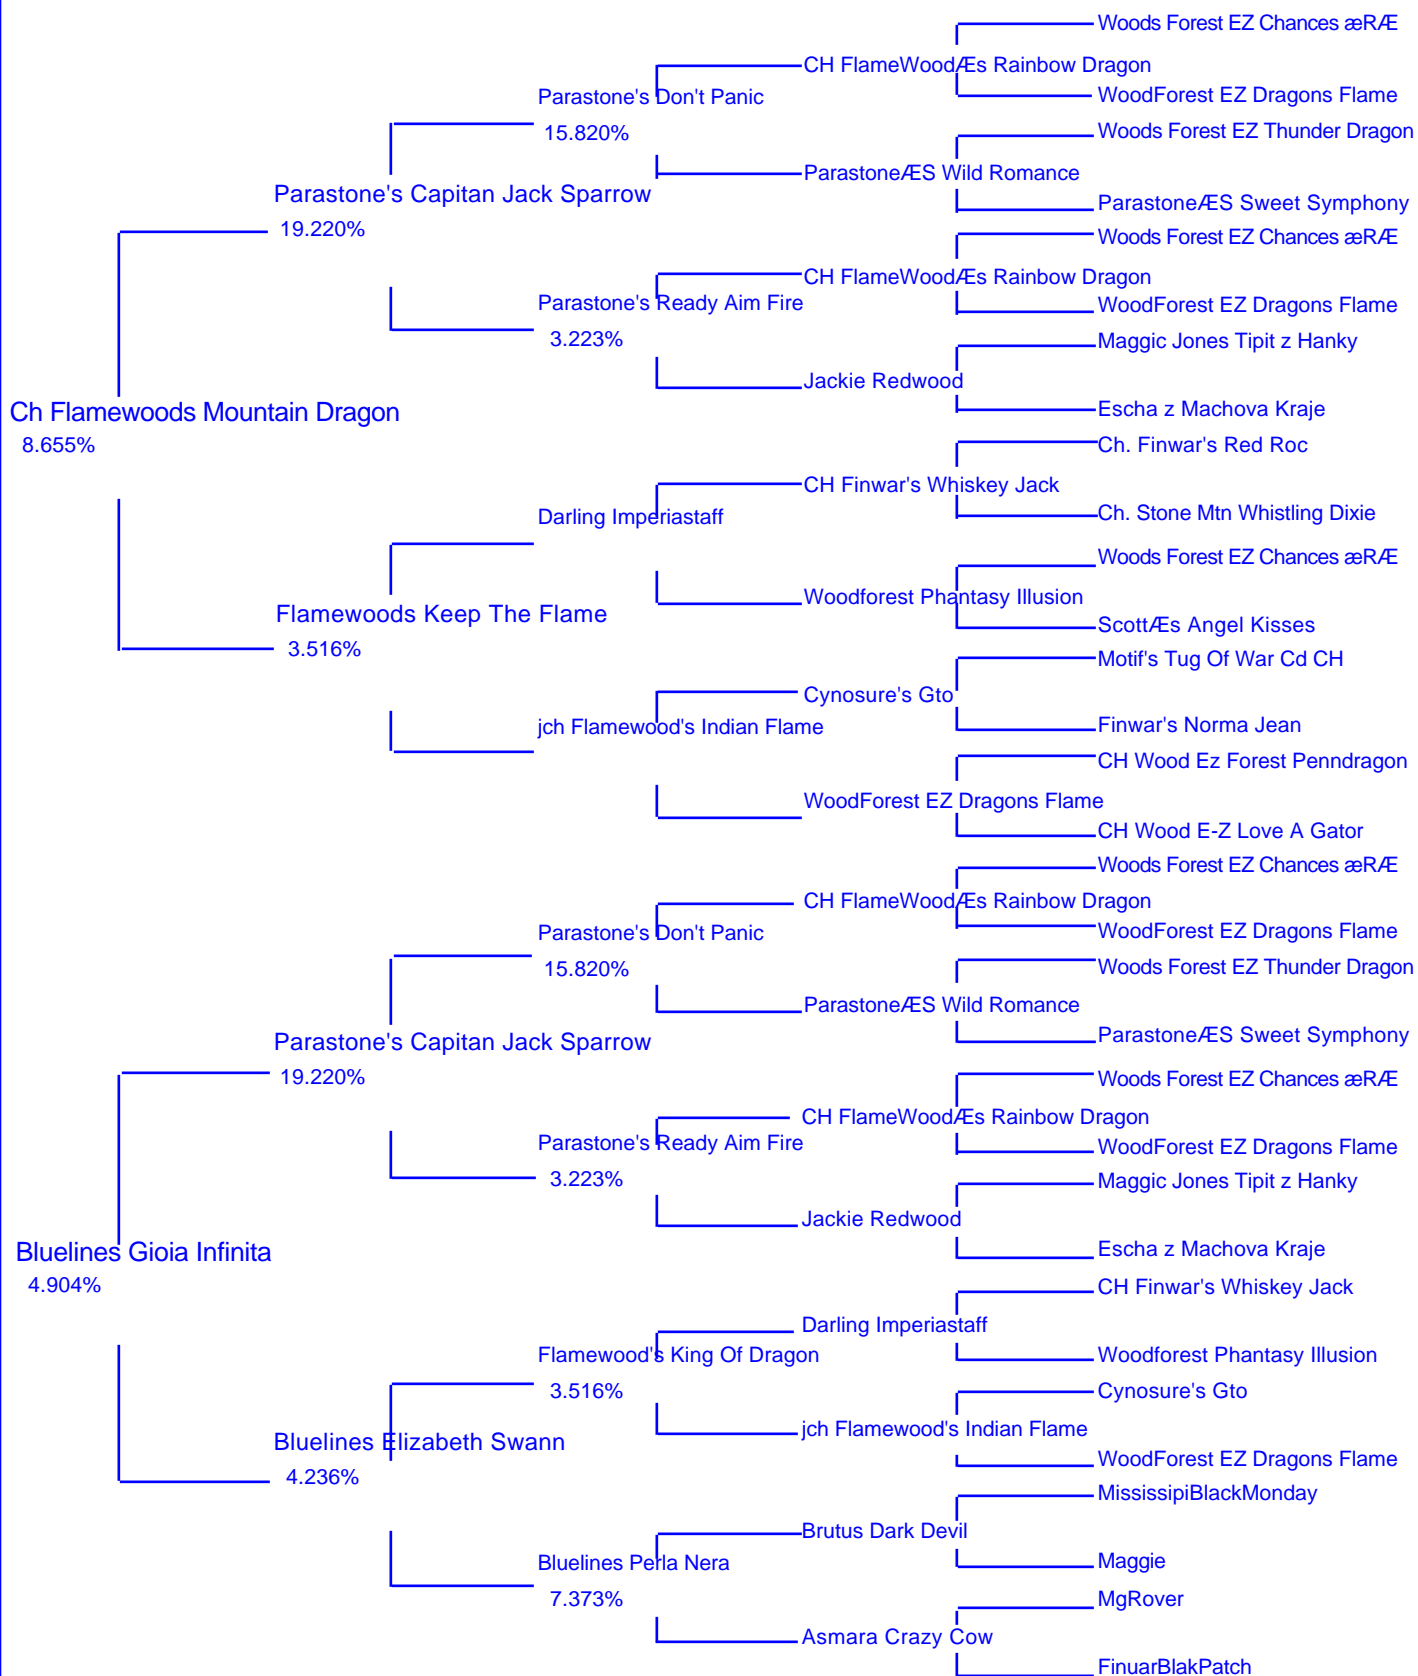 Woods Forest EZ Chances æRÆ
CH FlameWoodÆs Rainbow Dragon
Parastone's Don't Panic
WoodForest EZ Dragons Flame
15.820%
Woods Forest EZ Thunder Dragon
ParastoneÆS Wild Romance
Parastone's Capitan Jack Sparrow
ParastoneÆS Sweet Symphony
19.220%
Woods Forest EZ Chances æRÆ
CH FlameWoodÆs Rainbow Dragon
Parastone's Ready Aim Fire
WoodForest EZ Dragons Flame
3.223%
Maggic Jones Tipit z Hanky
Jackie Redwood
Ch Flamewoods Mountain Dragon
Escha z Machova Kraje
8.655%
Ch. Finwar's Red Roc
CH Finwar's Whiskey Jack
Darling Imperiastaff
Ch. Stone Mtn Whistling Dixie
Woods Forest EZ Chances æRÆ
Woodforest Phantasy Illusion
Flamewoods Keep The Flame
ScottÆs Angel Kisses
3.516%
Motif's Tug Of War Cd CH
Cynosure's Gto
jch Flamewood's Indian Flame
Finwar's Norma Jean
CH Wood Ez Forest Penndragon
WoodForest EZ Dragons Flame
CH Wood E-Z Love A Gator
Woods Forest EZ Chances æRÆ
CH FlameWoodÆs Rainbow Dragon
Parastone's Don't Panic
WoodForest EZ Dragons Flame
15.820%
Woods Forest EZ Thunder Dragon
ParastoneÆS Wild Romance
Parastone's Capitan Jack Sparrow
ParastoneÆS Sweet Symphony
19.220%
Woods Forest EZ Chances æRÆ
CH FlameWoodÆs Rainbow Dragon
Parastone's Ready Aim Fire
WoodForest EZ Dragons Flame
3.223%
Maggic Jones Tipit z Hanky
Jackie Redwood
Bluelines Gioia Infinita
Escha z Machova Kraje
4.904%
CH Finwar's Whiskey Jack
Darling Imperiastaff
Flamewood's King Of Dragon
Woodforest Phantasy Illusion
3.516%
Cynosure's Gto
jch Flamewood's Indian Flame
Bluelines Elizabeth Swann
WoodForest EZ Dragons Flame
4.236%
MississipiBlackMonday
Brutus Dark Devil
Bluelines Perla Nera
Maggie
7.373%
MgRover
Asmara Crazy Cow
FinuarBlakPatch